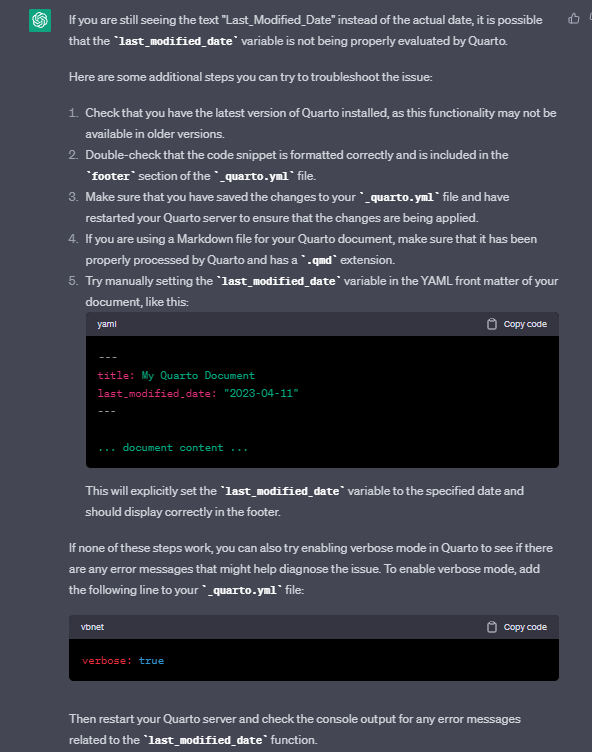 If you are still seeing the text "Last_Modified_Date" instead of the actual date, it is possible
that the `last_modified_date` variable is not being properly evaluated by Quarto.
Here are some additional steps you can try to troubleshoot the issue:
1. Check that you have the latest version of Quarto installed, as this functionality may not be
available in older versions.
2. Double-check that the code snippet is formatted correctly and is included in the
`footer` section of the `_quarto.yml` file.
3. Make sure that you have saved the changes to your `_quarto.yml` file and have
restarted your Quarto server to ensure that the changes are being applied.
4. If you are using a Markdown file for your Quarto document, make sure that it has been
properly processed by Quarto and has a `.qmd` extension.
5. Try manually setting the `last_modified_date` variable in the YAML front matter of your
document, like this:
yaml Copy code
---
title: My Quarto Document
last_modified_date: "2023-04-11"
---
... document content ...
This will explicitly set the `last_modified_date` variable to the specified date and
should display correctly in the footer.
If none of these steps work, you can also try enabling verbose mode in Quarto to see if there
are any error messages that might help diagnose the issue. To enable verbose mode, add
the following line to your `_quarto.yml` file:
vbnet Copy code
verbose: true
Then restart your Quarto server and check the console output for any error messages
related to the `last_modified_date` function.